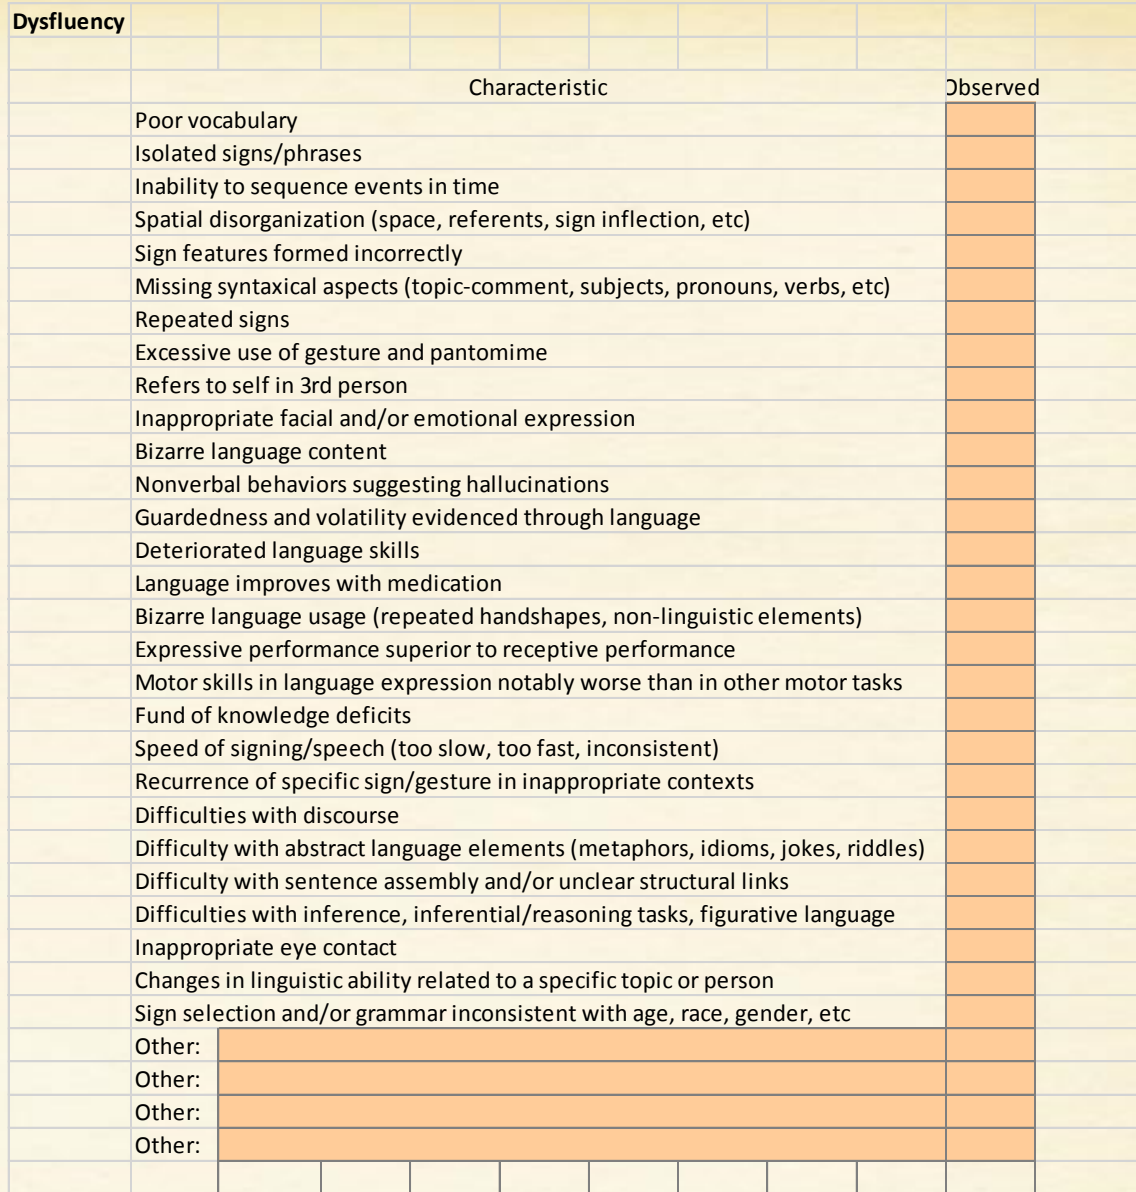 Dysfluency
Characteristic Observed
Poor vocabulary
Isolated signs/phrases
Inability to sequence events in time
Spatial disorganization (space, referents, sign inflection, etc)
Sign features formed incorrectly
Missing syntaxical aspects (topic-comment, subjects, pronouns, verbs, etc)
Repeated signs
Excessive use of gesture and pantomime
Refers to self in 3rd person
Inappropriate facial and/or emotional expression
Bizarre language content
Nonverbal behaviors suggesting hallucinations
Guardedness and volatility evidenced through language
Deteriorated language skills
Language improves with medication
Bizarre language usage (repeated handshapes, non-linguistic elements)
Expressive performance superior to receptive performance
Motor skills in language expression notably worse than in other motor tasks
Fund of knowledge deficits
Speed of signing/speech (too slow, too fast, inconsistent)
Recurrence of specific sign/gesture in inappropriate contexts
Difficulties with discourse
Difficulty with abstract language elements (metaphors, idioms, jokes, riddles)
Difficulty with sentence assembly and/or unclear structural links
Difficulties with inference, inferential/reasoning tasks, figurative language
Inappropriate eye contact
Changes in linguistic ability related to a specific topic or person
Sign selection and/or grammar inconsistent with age, race, gender, etc
Other:
Other:
Other:
Other: